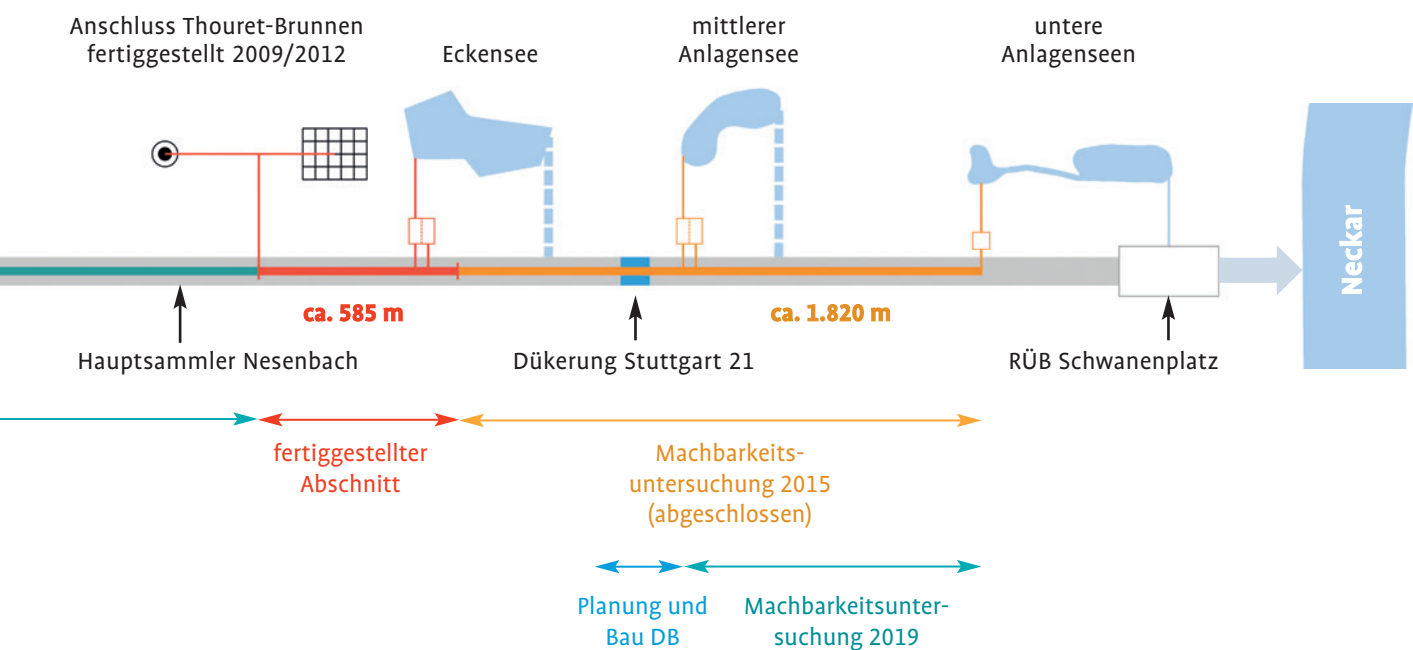 Anschluss Thouret-Brunnen
fertiggestellt 2009/2012
Eckensee
mittlerer
Anlagensee
untere
Anlagenseen
Neckar
ca. 585 m
ca. 1.820 m
Hauptsammler Nesenbach
Dükerung Stuttgart 21
RÜB Schwanenplatz
fertiggestellter
Abschnitt
Machbarkeits-
untersuchung 2015
(abgeschlossen)
Planung und
Bau DB
Machbarkeitsunter-
suchung 2019